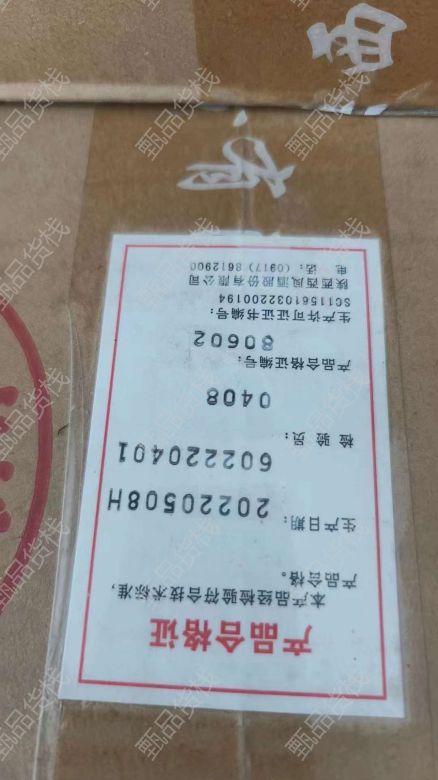 产品合格证
本产品经检验符合技术标准,
产品合格。
生产日期:
20220508H
602220401
检 验 员:
0408
产品合格证编号:
80602
生产许可证证书编号:
SC11561032200194
陕西西凤酒股份有限公司
电 话: (0917) 8612900
西
甄品货栈